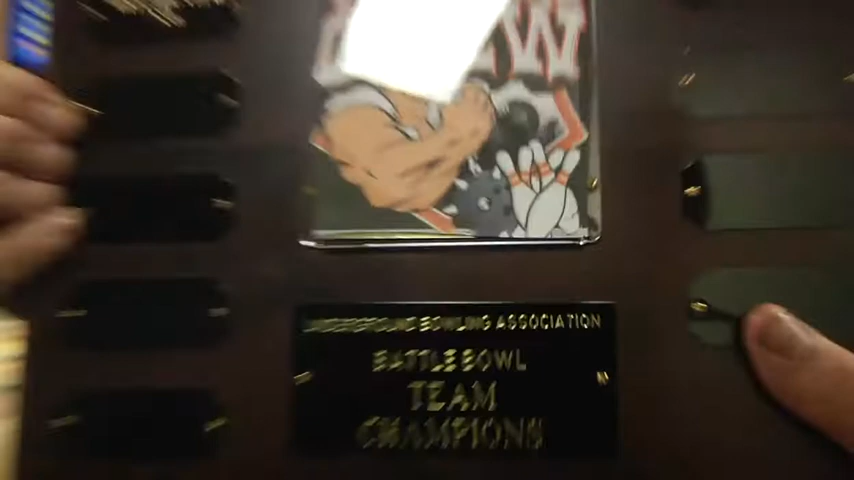 UNDERGROUND BOWLING ASSOCIATION
BATTLE BOWL
TEAM
CHAMPIONS